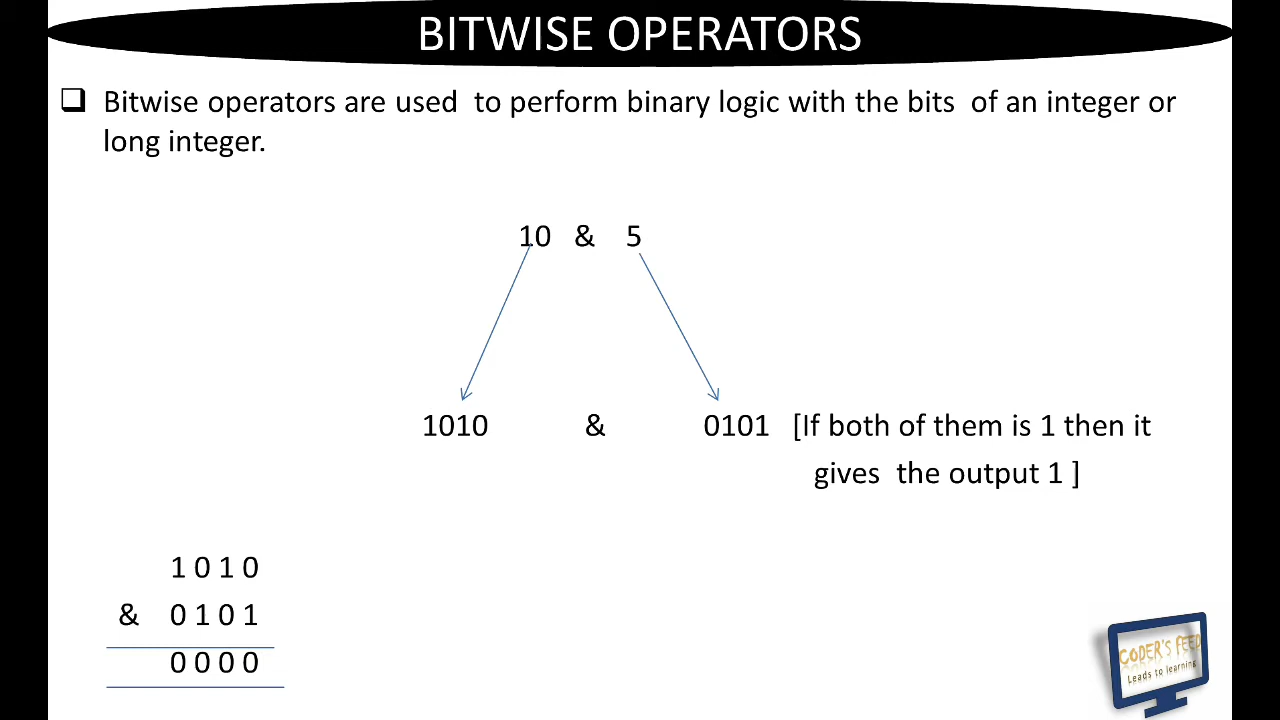 BITWISE OPERATORS
❑ Bitwise operators are used to perform binary logic with the bits of an integer or
long integer.
10 & 5
1010 & 0101 [If both of them is 1 then it
gives the output 1 ]
1 0 1 0
& 0 1 0 1
0 0 0 0
CODER'S FEED
Leads to learning